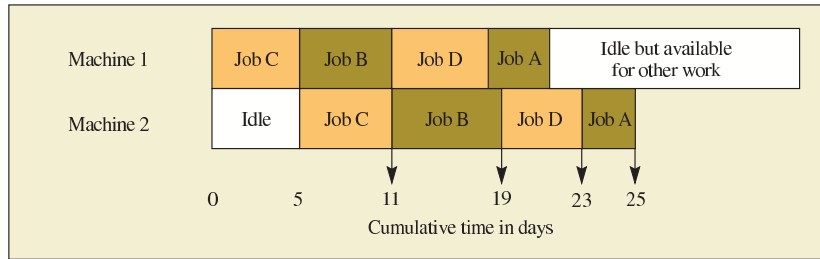 Machine 1
Job C
Job B
Job D
Job A
Idle but available
for other work
Machine 2
Idle
Job C
Job B
Job D
Job A
0
5
11
19
23
25
Cumulative time in days